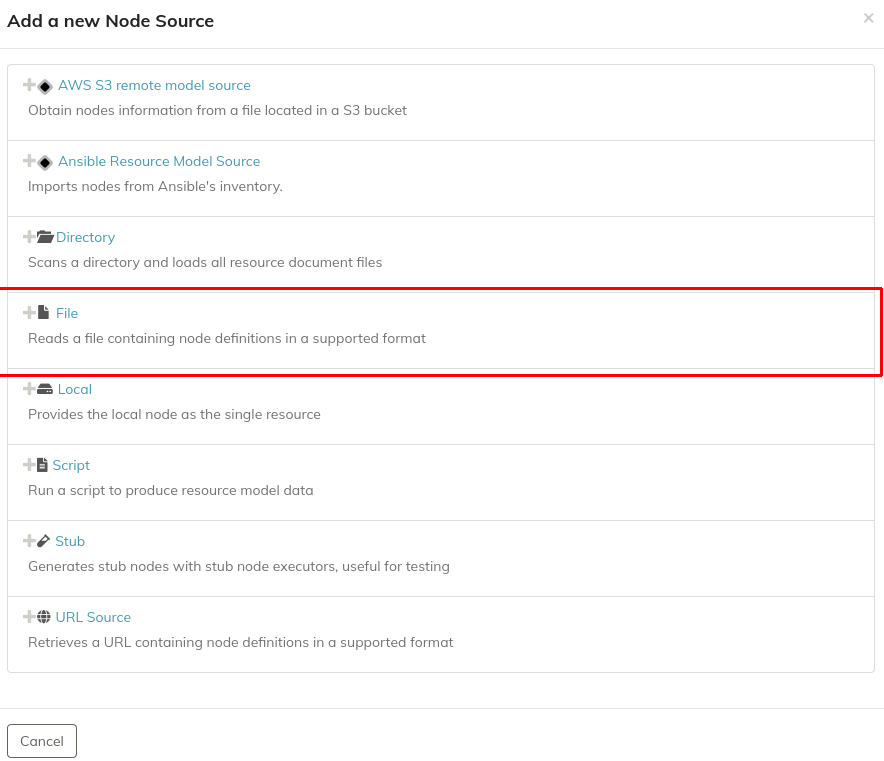 Add a new Node Source
×
AWS S3 remote model source
Obtain nodes information from a file located in a S3 bucket
Ansible Resource Model Source
Imports nodes from Ansible's inventory.
Directory
Scans a directory and loads all resource document files
File
Reads a file containing node definitions in a supported format
Local
Provides the local node as the single resource
Script
Run a script to produce resource model data
Stub
Generates stub nodes with stub node executors, useful for testing
URL Source
Retrieves a URL containing node definitions in a supported format
Cancel